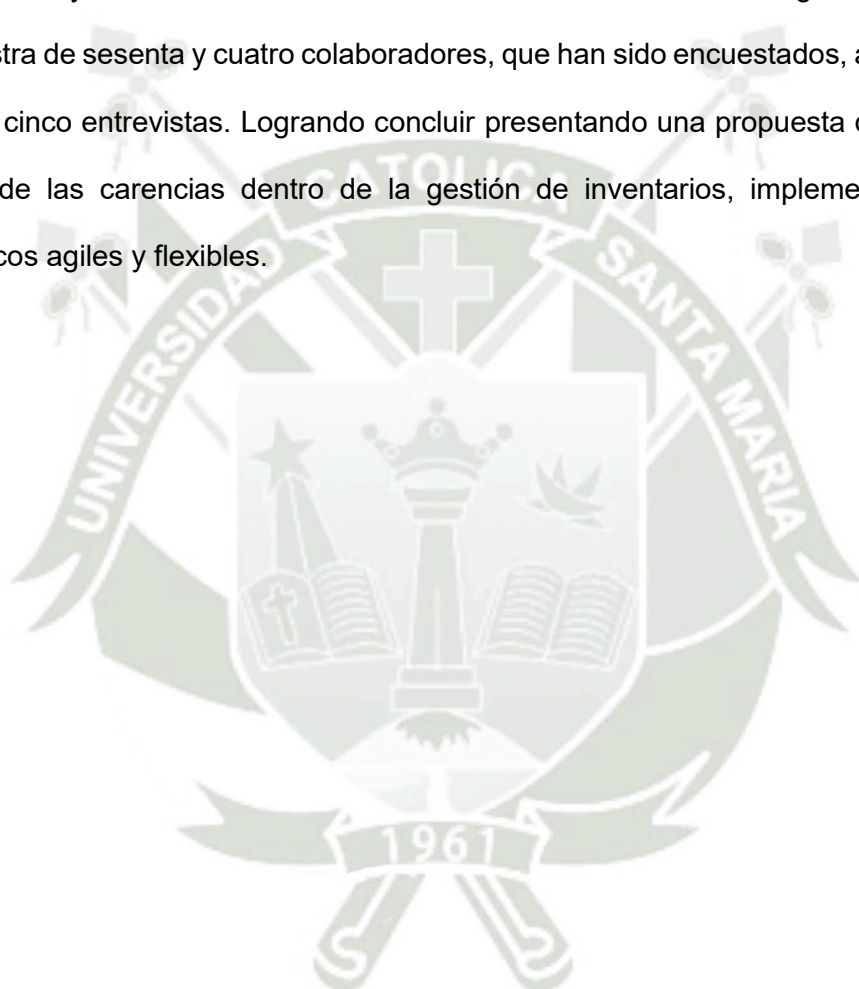 stra de sesenta y cuatro colaboradores, que han sido encuestados, a
cinco entrevistas. Logrando concluir presentando una propuesta
de las carencias dentro de la gestión de inventarios, impleme
cos agiles y flexibles.
UNIVERSIDAD CATOLICA SANTA MARIA
1961